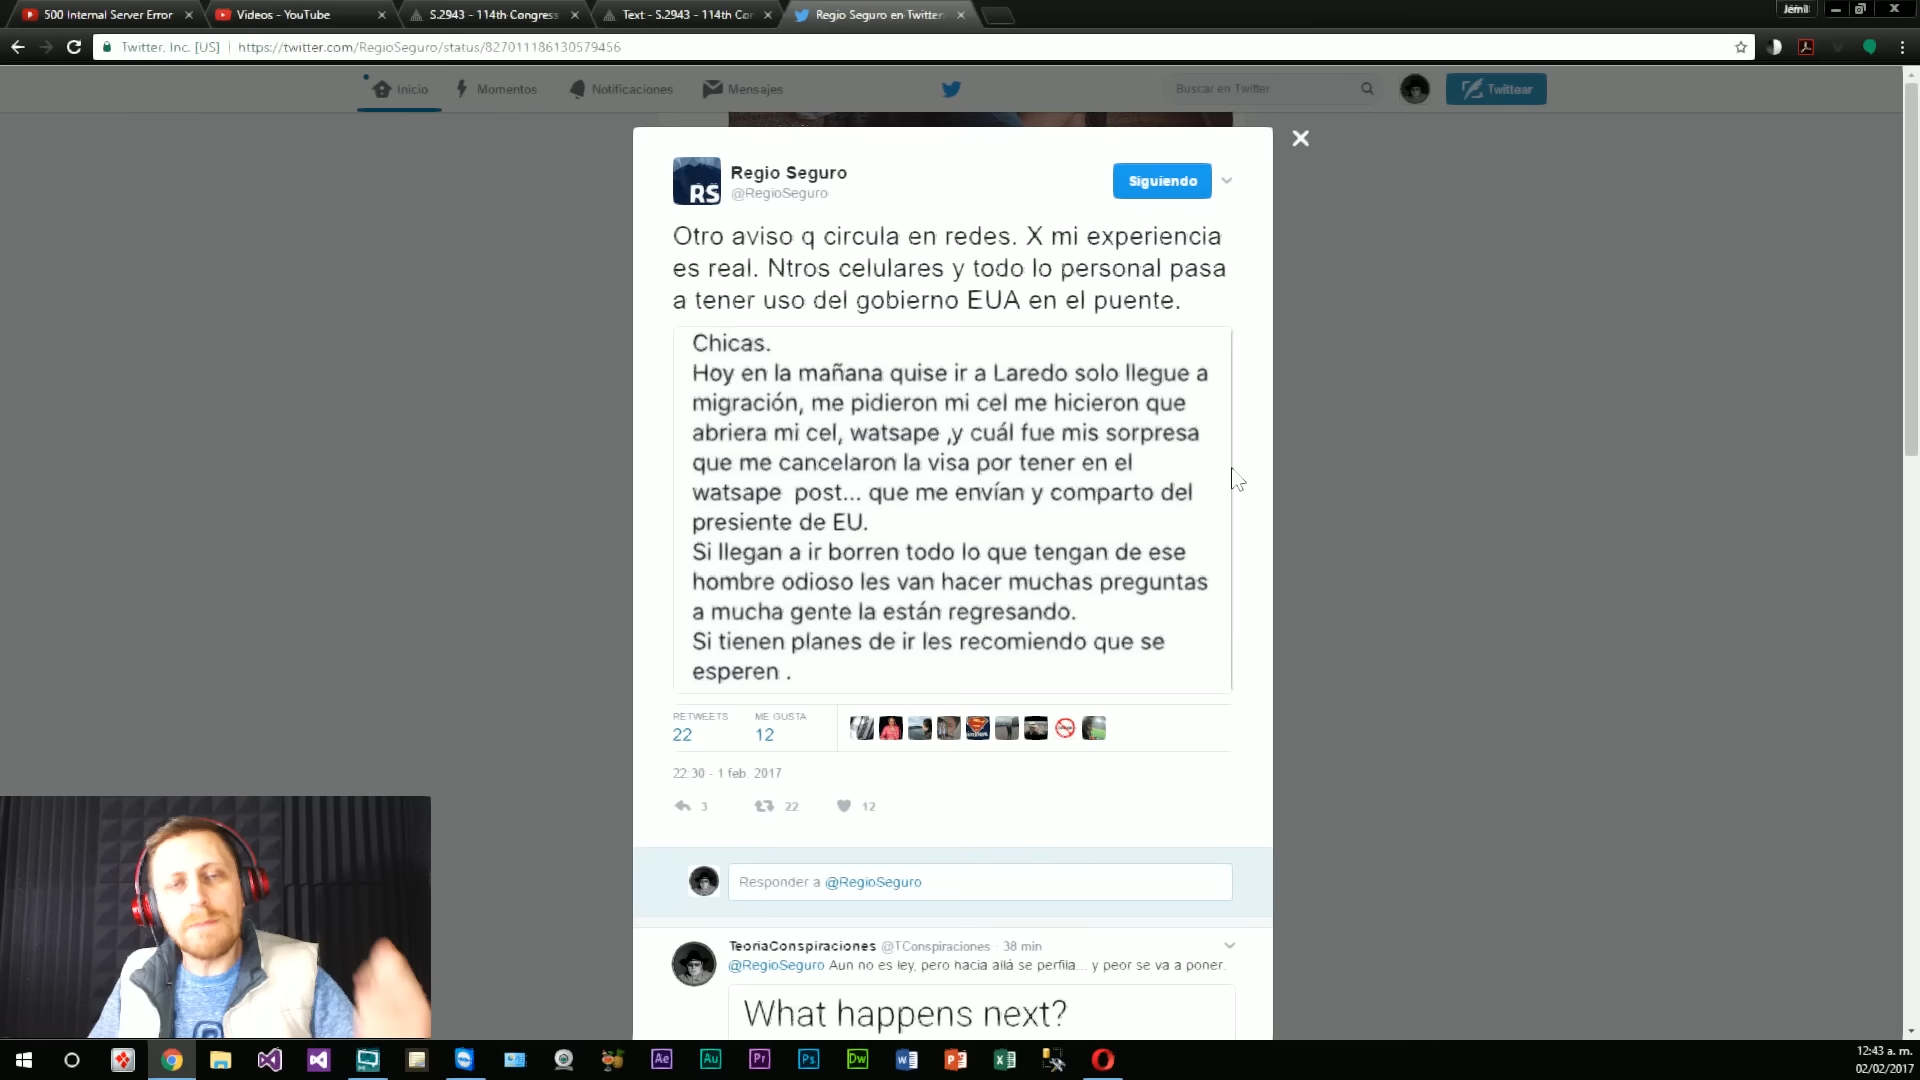 500 Internal Server Error
Videos - YouTube
S.2943 - 114th Congress
Text - S.2943 - 114th Con
Regio Seguro en Twitter:
Jemil
Twitter, Inc. [US]
https://twitter.com/RegioSeguro/status/827011186130579456
Inicio
Momentos
Notificaciones
Mensajes
Buscar en Twitter
Twittear
RS
Regio Seguro
@RegioSeguro
Siguiendo
Otro aviso q circula en redes. X mi experiencia
es real. Ntros celulares y todo lo personal pasa
a tener uso del gobierno EUA en el puente.
Chicas.
Hoy en la mañana quise ir a Laredo solo llegue a
migración, me pidieron mi cel me hicieron que
abriera mi cel, watsape ,y cuál fue mis sorpresa
que me cancelaron la visa por tener en el
watsape post... que me envían y comparto del
presiente de EU.
Si llegan a ir borren todo lo que tengan de ese
hombre odioso les van hacer muchas preguntas
a mucha gente la están regresando.
Si tienen planes de ir les recomiendo que se
esperen .
RETWEETS
ME GUSTA
22
12
22:30 - 1 feb. 2017
3
22
12
Responder a @RegioSeguro
TeoriaConspiraciones @TConspiraciones · 38 min
@RegioSeguro Aun no es ley, pero hacia allá se perfila... y peor se va a poner.
What happens next?
Ae
Au
Pr
Ps
Dw
12:43 a. m.
02/02/2017